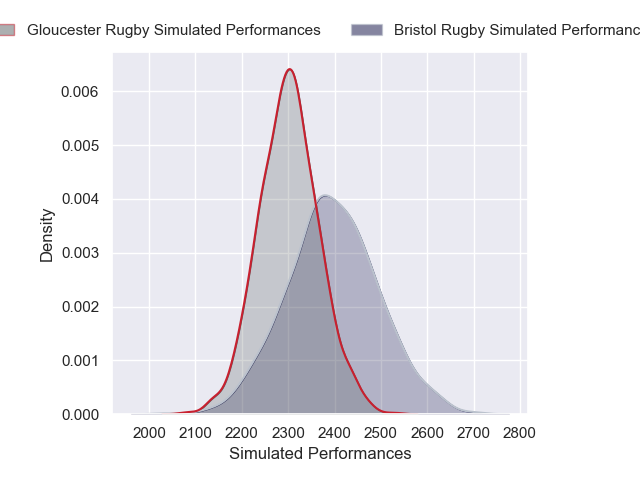 Gloucester Rugby Simulated Performances
Bristol Rugby Simulated Performanc
0.006
0.005
0.004
0.003
0.002
0.001
0.000
Density
2000 2100 2200 2300 2400 2500 2600 2700 2800
Simulated Performances